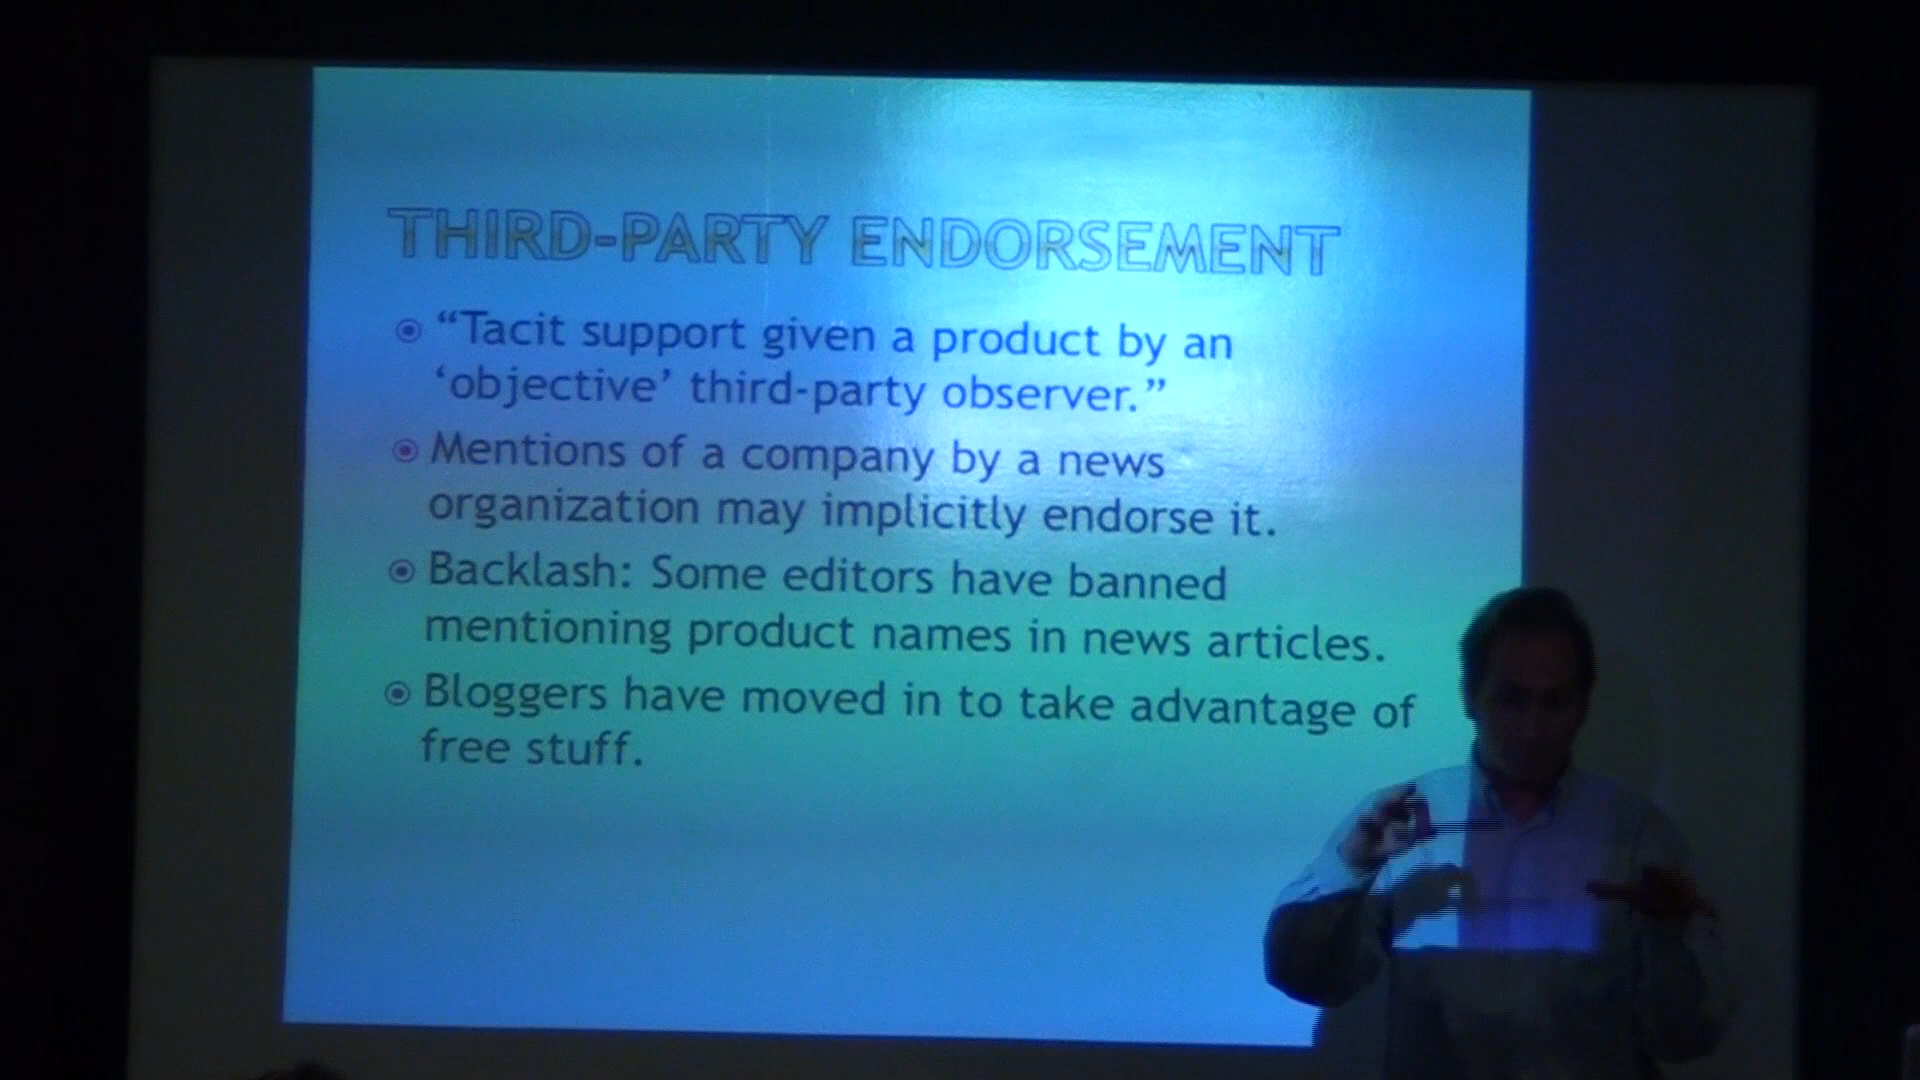 THIRD-PARTY ENDORSEMENT
“Tacit support given a product by an
‘objective’ third-party observer.”
Mentions of a company by a news
organization may implicitly endorse it.
Backlash: Some editors have banned
mentioning product names in news articles.
Bloggers have moved in to take advantage of
free stuff.